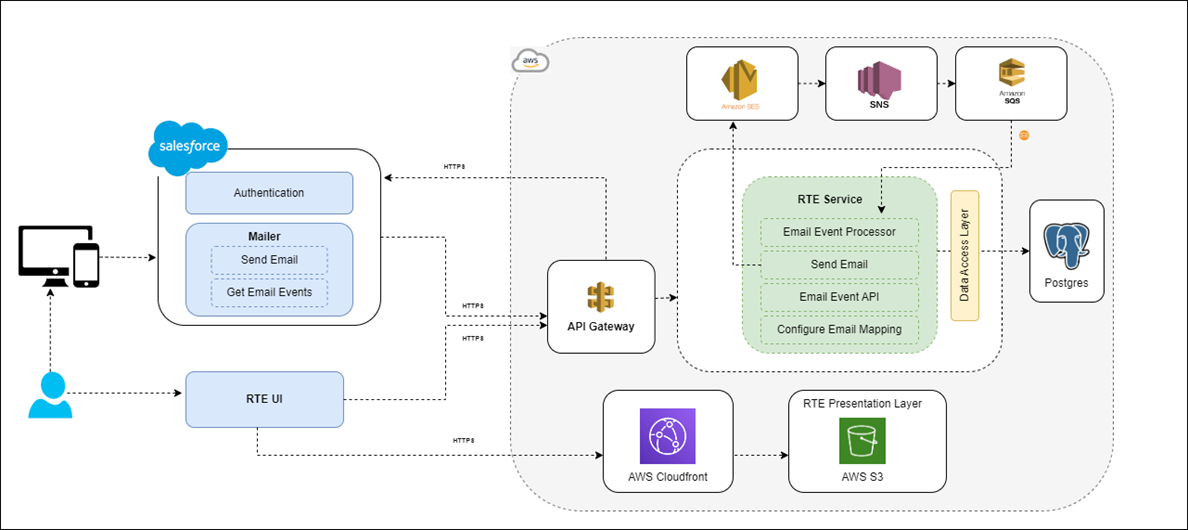 aws
Amazon SES
SNS
Amazon
SQS
salesforce
HTTPS
Authentication
Mailer
Send Email
Get Email Events
RTE Service
Email Event Processor
Send Email
Email Event API
Configure Email Mapping
Data Access Layer
Postgres
HTTPS
API Gateway
HTTPS
RTE UI
HTTPS
RTE Presentation Layer
AWS Cloudfront
AWS S3